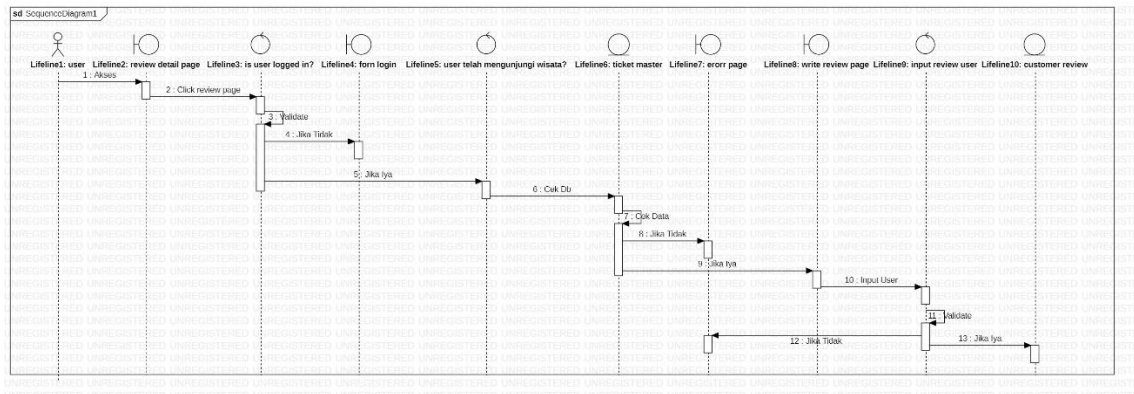 sd SequenceDiagram1
Lifeline1: user
Lifeline2: review detail page
Lifeline3: is user logged in?
Lifeline4: forn login
Lifeline5: user telah mengunjungi wisata?
Lifeline6: ticket master
Lifeline7: erorr page
Lifeline8: write review page
Lifeline9: input review user
Lifeline10: customer review
1 : Akses
2 : Click review page
3 : Validate
4 : Jika Tidak
5 : Jika Iya
6 : Cek Db
7 : Cek Data
8 : Jika Tidak
9 : Jika Iya
10 : Input User
11 : Validate
12 : Jika Tidak
13 : Jika Iya
UNREGISTERED